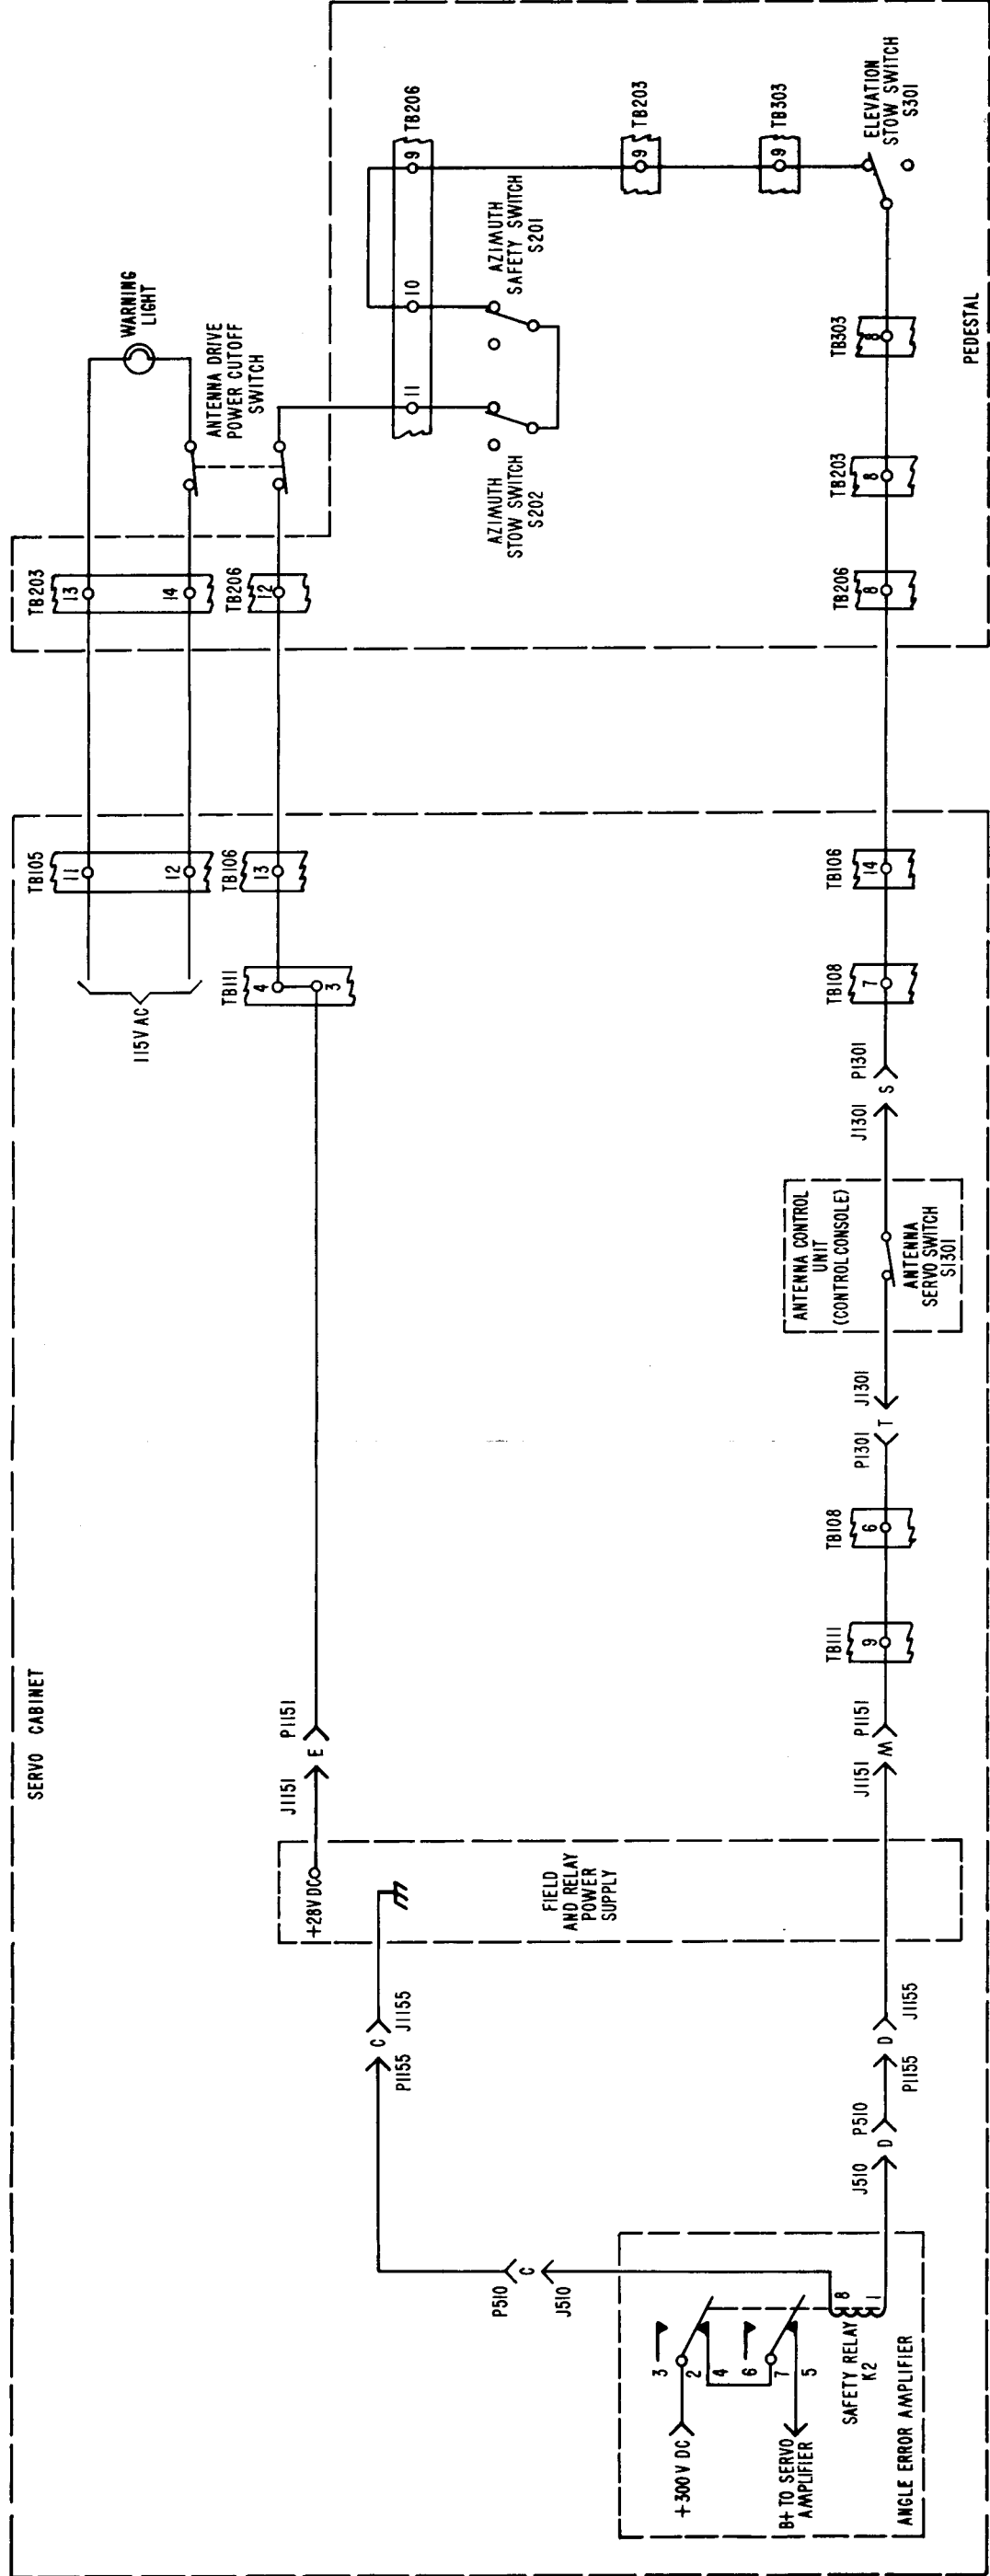 SERVO CABINET
115V AC
TB105
11
12
TB106
13
TB111
4
3
TB203
13
14
TB206
12
WARNING
LIGHT
ANTENNA DRIVE
POWER CUTOFF
SWITCH
11
10
9
TB206
AZIMUTH
STOW SWITCH
S202
AZIMUTH
SAFETY SWITCH
S201
9
TB203
9
TB303
ELEVATION
STOW SWITCH
S301
TB303
8
TB203
8
TB206
8
PEDESTAL
TB106
14
TB108
7
P1301
S
J1301
ANTENNA CONTROL
UNIT
(CONTROL CONSOLE)
ANTENNA
SERVO SWITCH
S1301
J1301
T
P1301
TB108
6
TB111
9
P1151
M
J1151
P1151
E
J1151
+28V DC
FIELD
AND RELAY
POWER
SUPPLY
J1155
C
P1155
J1155
D
P1155
P510
D
J510
P510
C
J510
+300V DC
3
2
4
6
7
5
B+ TO SERVO
AMPLIFIER
8
1
SAFETY RELAY
K2
ANGLE ERROR AMPLIFIER